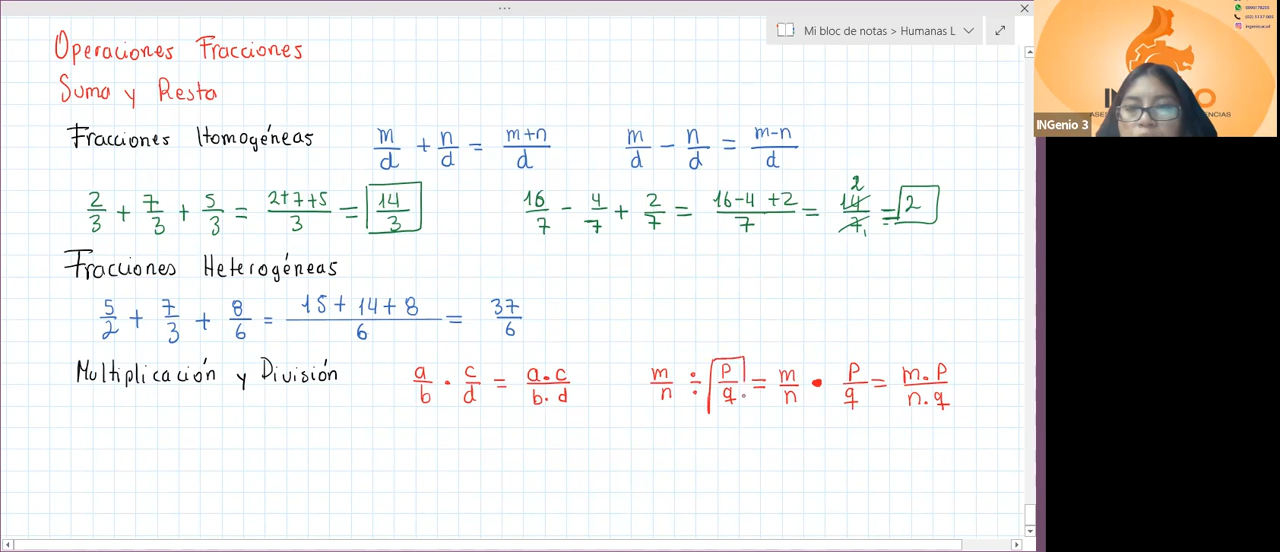 Mi bloc de notas > Humanas L
Operaciones Fracciones
Suma y Resta
Fracciones Homogéneas m/d + n/d = m+n/d m/d - n/d = m-n/d
2/3 + 7/3 + 5/3 = 2+7+5/3 = 14/3 16/7 - 4/7 + 2/7 = 16-4+2/7 = 14/7 2 1 = 2
Fracciones Heterogéneas
5/2 + 7/3 + 8/6 = 15+14+8/6 = 37/6
Multiplicación y División a/b · c/d = a.c/b.d m/n ÷ p/q = m/n • p/q = m.p/n.q
INGenio 3